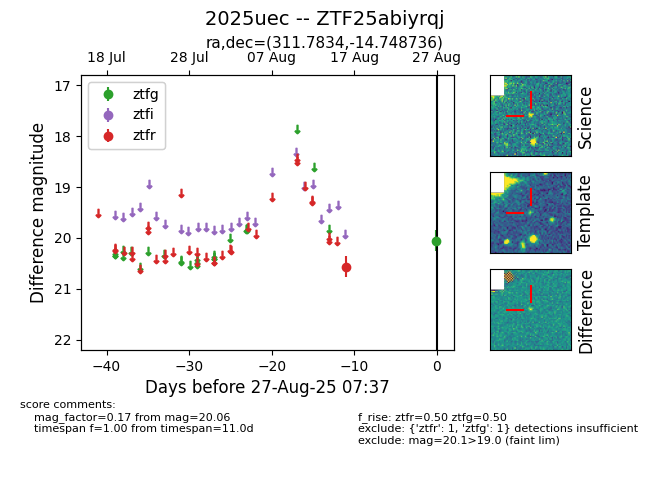 2025uec -- ZTF25abiyrqj
ra,dec=(311.7834,-14.748736)
18 Jul 28 Jul 07 Aug 17 Aug 27 Aug
ztfg
ztfi
ztfr
17
18
19
20
21
22
Difference magnitude
−40 −30 −20 −10 0
Days before 27-Aug-25 07:37
Science
Template
Difference
score comments:
mag_factor=0.17 from mag=20.06
timespan f=1.00 from timespan=11.0d
f_rise: ztfr=0.50 ztfg=0.50
exclude: {'ztfr': 1, 'ztfg': 1} detections insufficient
exclude: mag=20.1>19.0 (faint lim)